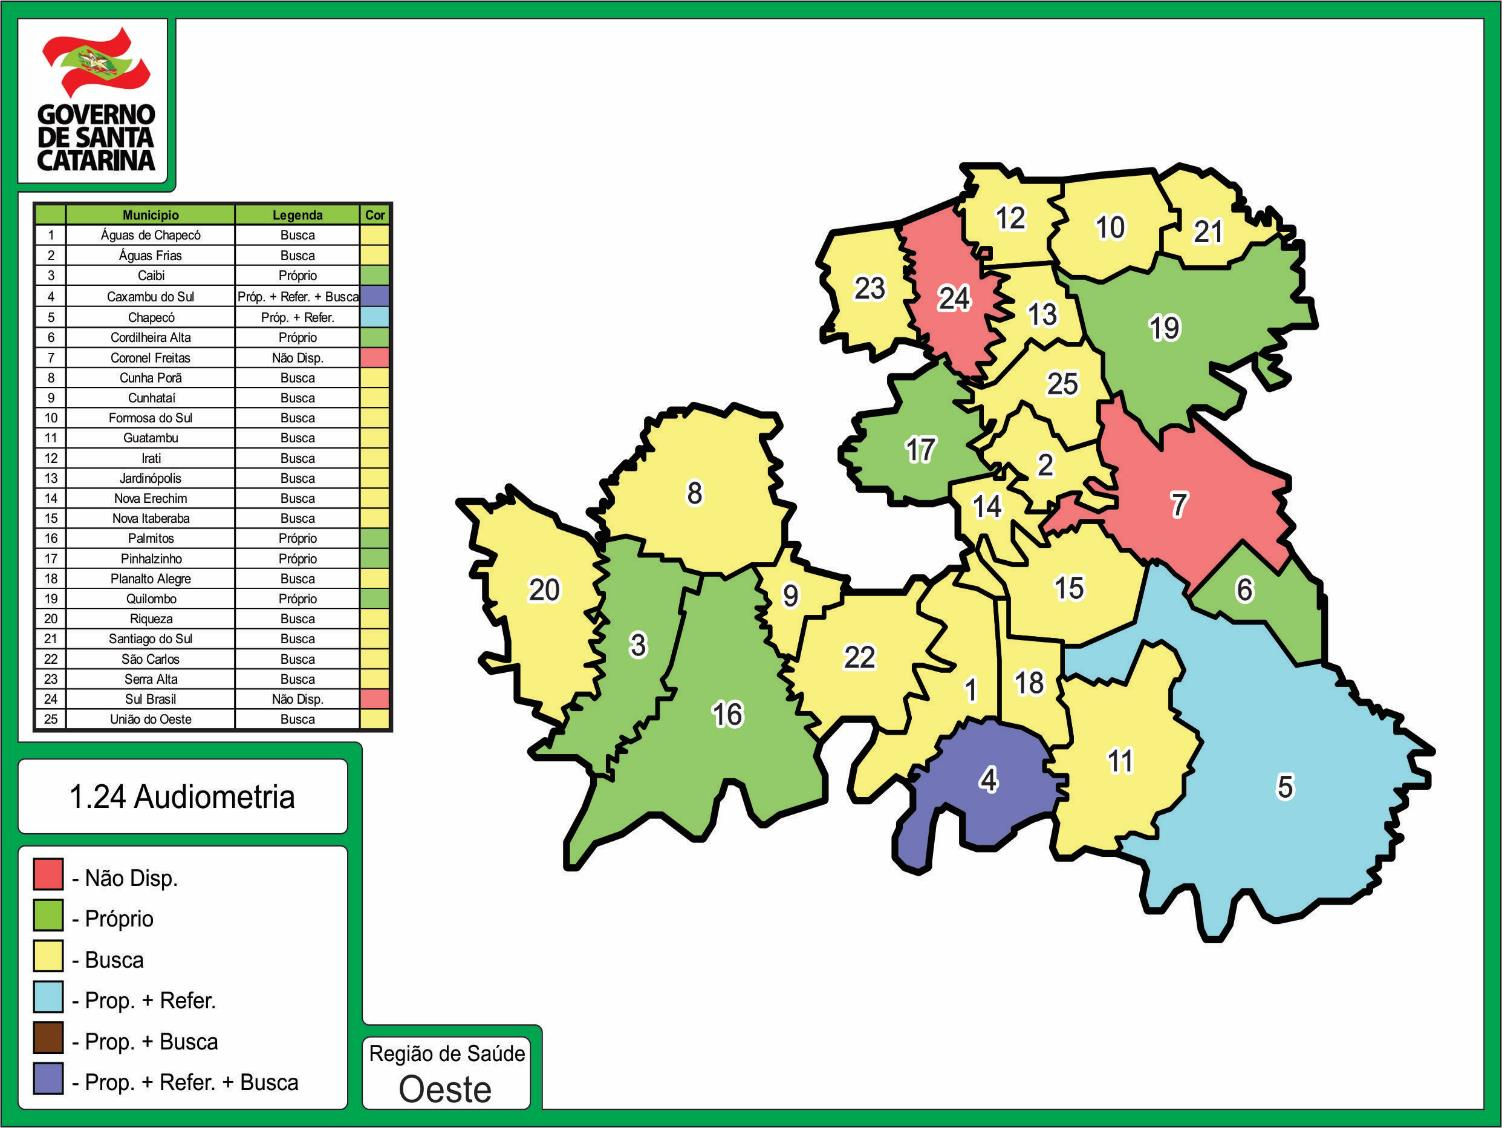 GOVERNO
DE SANTA
CATARINA
Município Legenda Cor
1 Águas de Chapecó Busca
2 Águas Frias Busca
3 Caibi Próprio
4 Caxambu do Sul Próp. + Refer. + Busca
5 Chapecó Próp. + Refer.
6 Cordilheira Alta Próprio
7 Coronel Freitas Não Disp.
8 Cunha Porã Busca
9 Cunhataí Busca
10 Formosa do Sul Busca
11 Guatambu Busca
12 Irati Busca
13 Jardinópolis Busca
14 Nova Erechim Busca
15 Nova Itaberaba Busca
16 Palmitos Próprio
17 Pinhalzinho Próprio
18 Planalto Alegre Busca
19 Quilombo Próprio
20 Riqueza Busca
21 Santiago do Sul Busca
22 São Carlos Busca
23 Serra Alta Busca
24 Sul Brasil Não Disp.
25 União do Oeste Busca
1.24 Audiometria
- Não Disp.
- Próprio
- Busca
- Prop. + Refer.
- Prop. + Busca
- Prop. + Refer. + Busca
Região de Saúde
Oeste
12
10
21
23
24
13
19
25
17
2
8
14
7
20
9
15
6
3
22
1
18
16
11
4
5